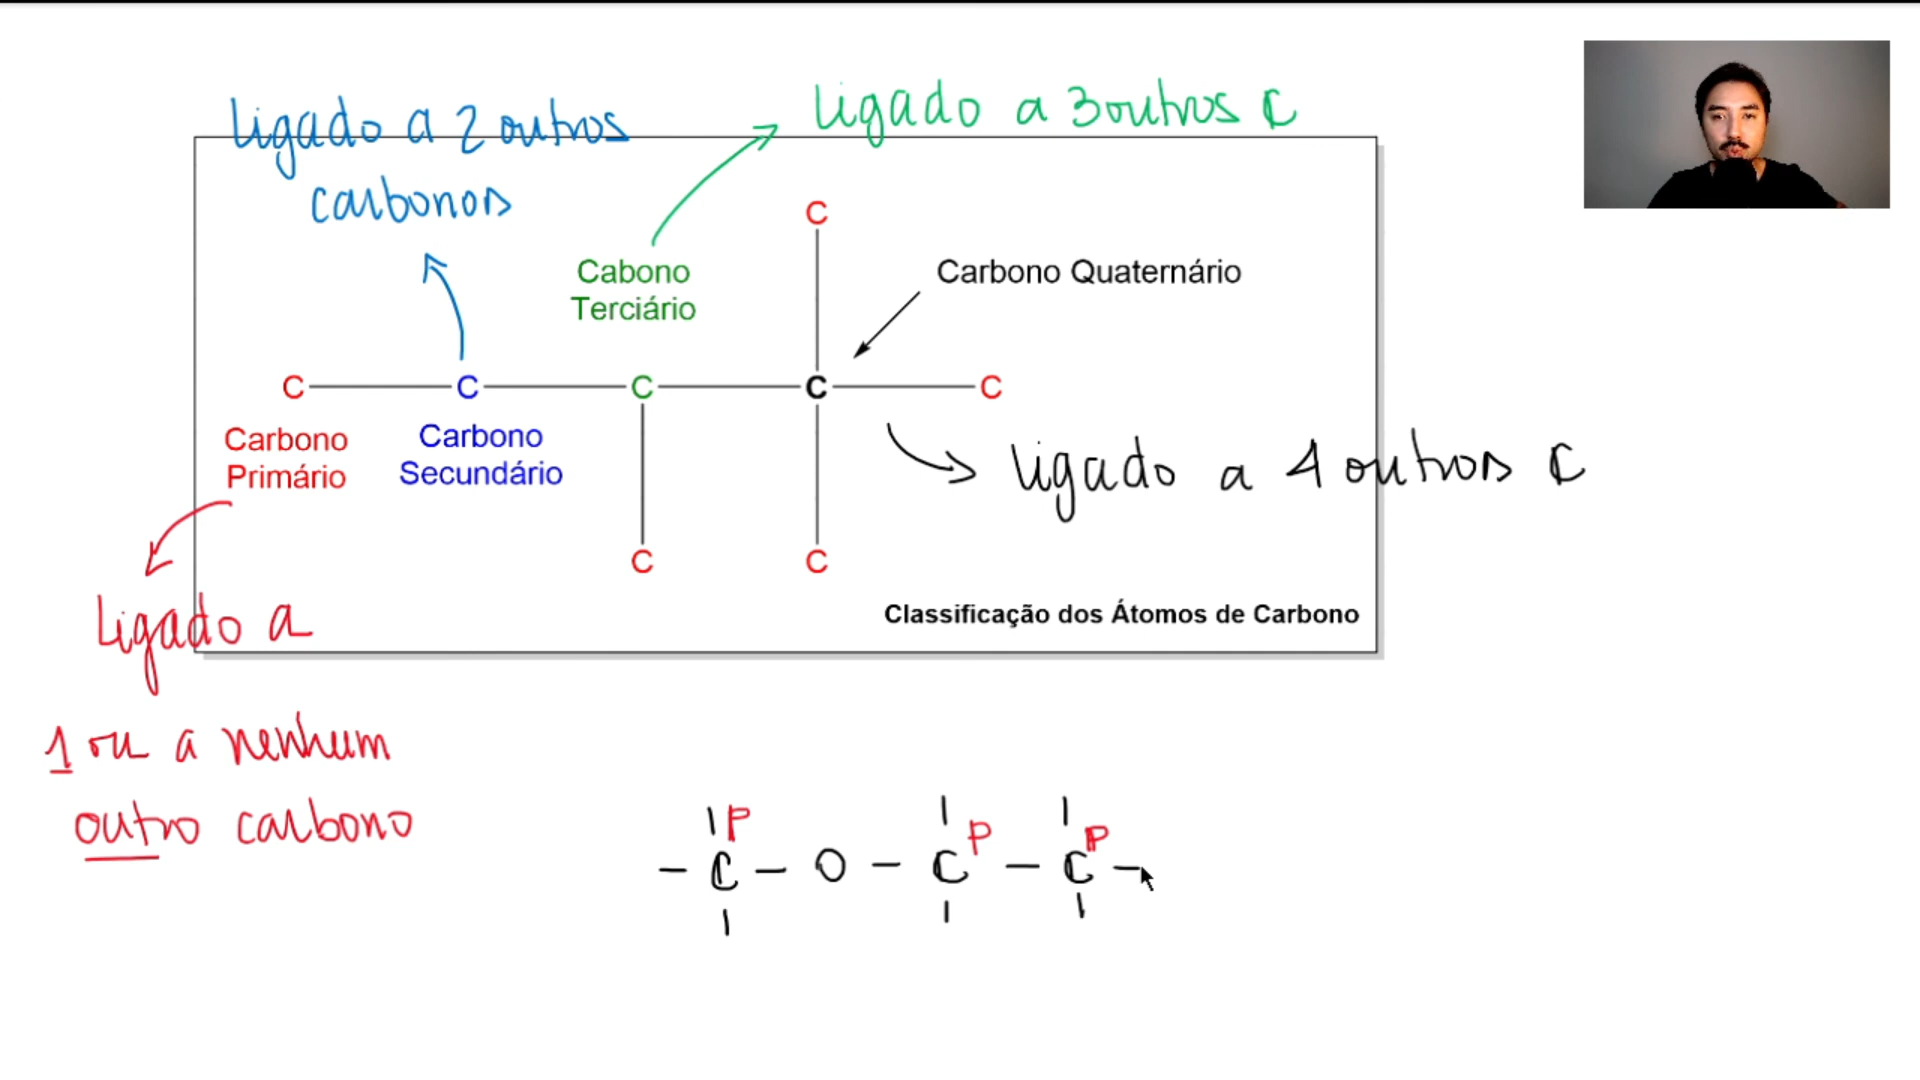 ligado a 2 outros
carbonos
ligado a 3 outros C
C
Cabono
Terciário
Carbono Quaternário
C C C C C
Carbono
Primário
Carbono
Secundário
ligado a 4 outros C
C C
Classificação dos Átomos de Carbono
Ligado a
1 ou a nenhum
outro carbono
P P P
- C - O - C - C -